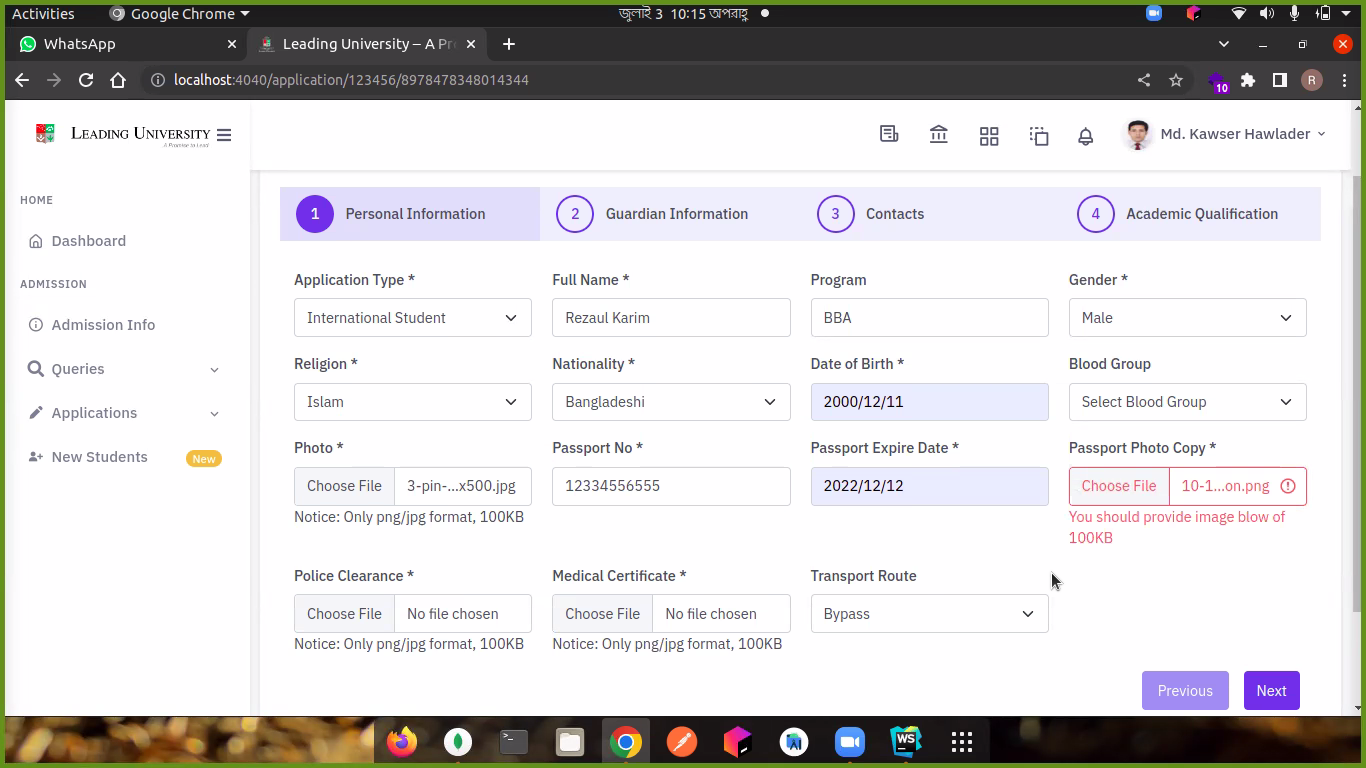 Activities
Google Chrome
জুলাই 3 10:15 অপরাহ্ণ
WhatsApp
Leading University – A Pr
localhost:4040/application/123456/8978478348014344
10
R
LEADING UNIVERSITY
A Promise to Lead
Md. Kawser Hawlader
HOME
Dashboard
ADMISSION
Admission Info
Queries
Applications
New Students
New
1 Personal Information
2 Guardian Information
3 Contacts
4 Academic Qualification
Application Type * Full Name * Program Gender *
International Student Rezaul Karim BBA Male
Religion * Nationality * Date of Birth * Blood Group
Islam Bangladeshi 2000/12/11 Select Blood Group
Photo * Passport No * Passport Expire Date * Passport Photo Copy *
Choose File 3-pin-...x500.jpg 12334556555 2022/12/12 Choose File 10-1...on.png
Notice: Only png/jpg format, 100KB
You should provide image blow of
100KB
Police Clearance * Medical Certificate * Transport Route
Choose File No file chosen Choose File No file chosen Bypass
Notice: Only png/jpg format, 100KB Notice: Only png/jpg format, 100KB
Previous Next
WS